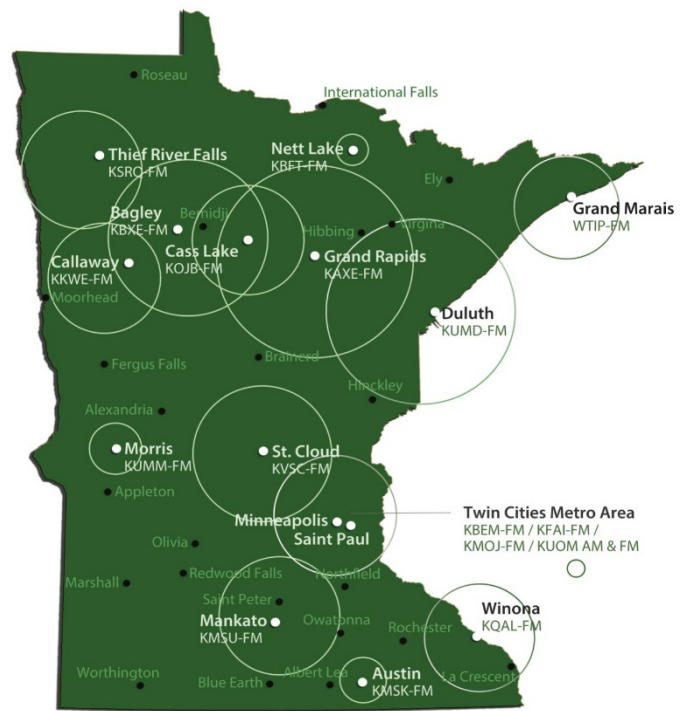 Roseau
International Falls
Thief River Falls
KSRQ-FM
Nett Lake
KBFT-FM
Ely
Grand Marais
WTIP-FM
Bagley
KBXE-FM
Bemidji
Virginia
Hibbing
Cass Lake
KOJB-FM
Grand Rapids
KAXE-FM
Callaway
KKWE-FM
Moorhead
Duluth
KUMD-FM
Brainerd
Fergus Falls
Hinckley
Alexandria
Morris
KUMM-FM
St. Cloud
KVSC-FM
Appleton
Minneapolis
Saint Paul
Twin Cities Metro Area
KBEM-FM / KFAI-FM /
KMOJ-FM / KUOM AM & FM
Olivia
Redwood Falls
Marshall
Northfield
Saint Peter
Mankato
KMSU-FM
Owatonna
Rochester
Winona
KQAL-FM
Worthington
Blue Earth
Albert Lea
Austin
KMSK-FM
La Crescent